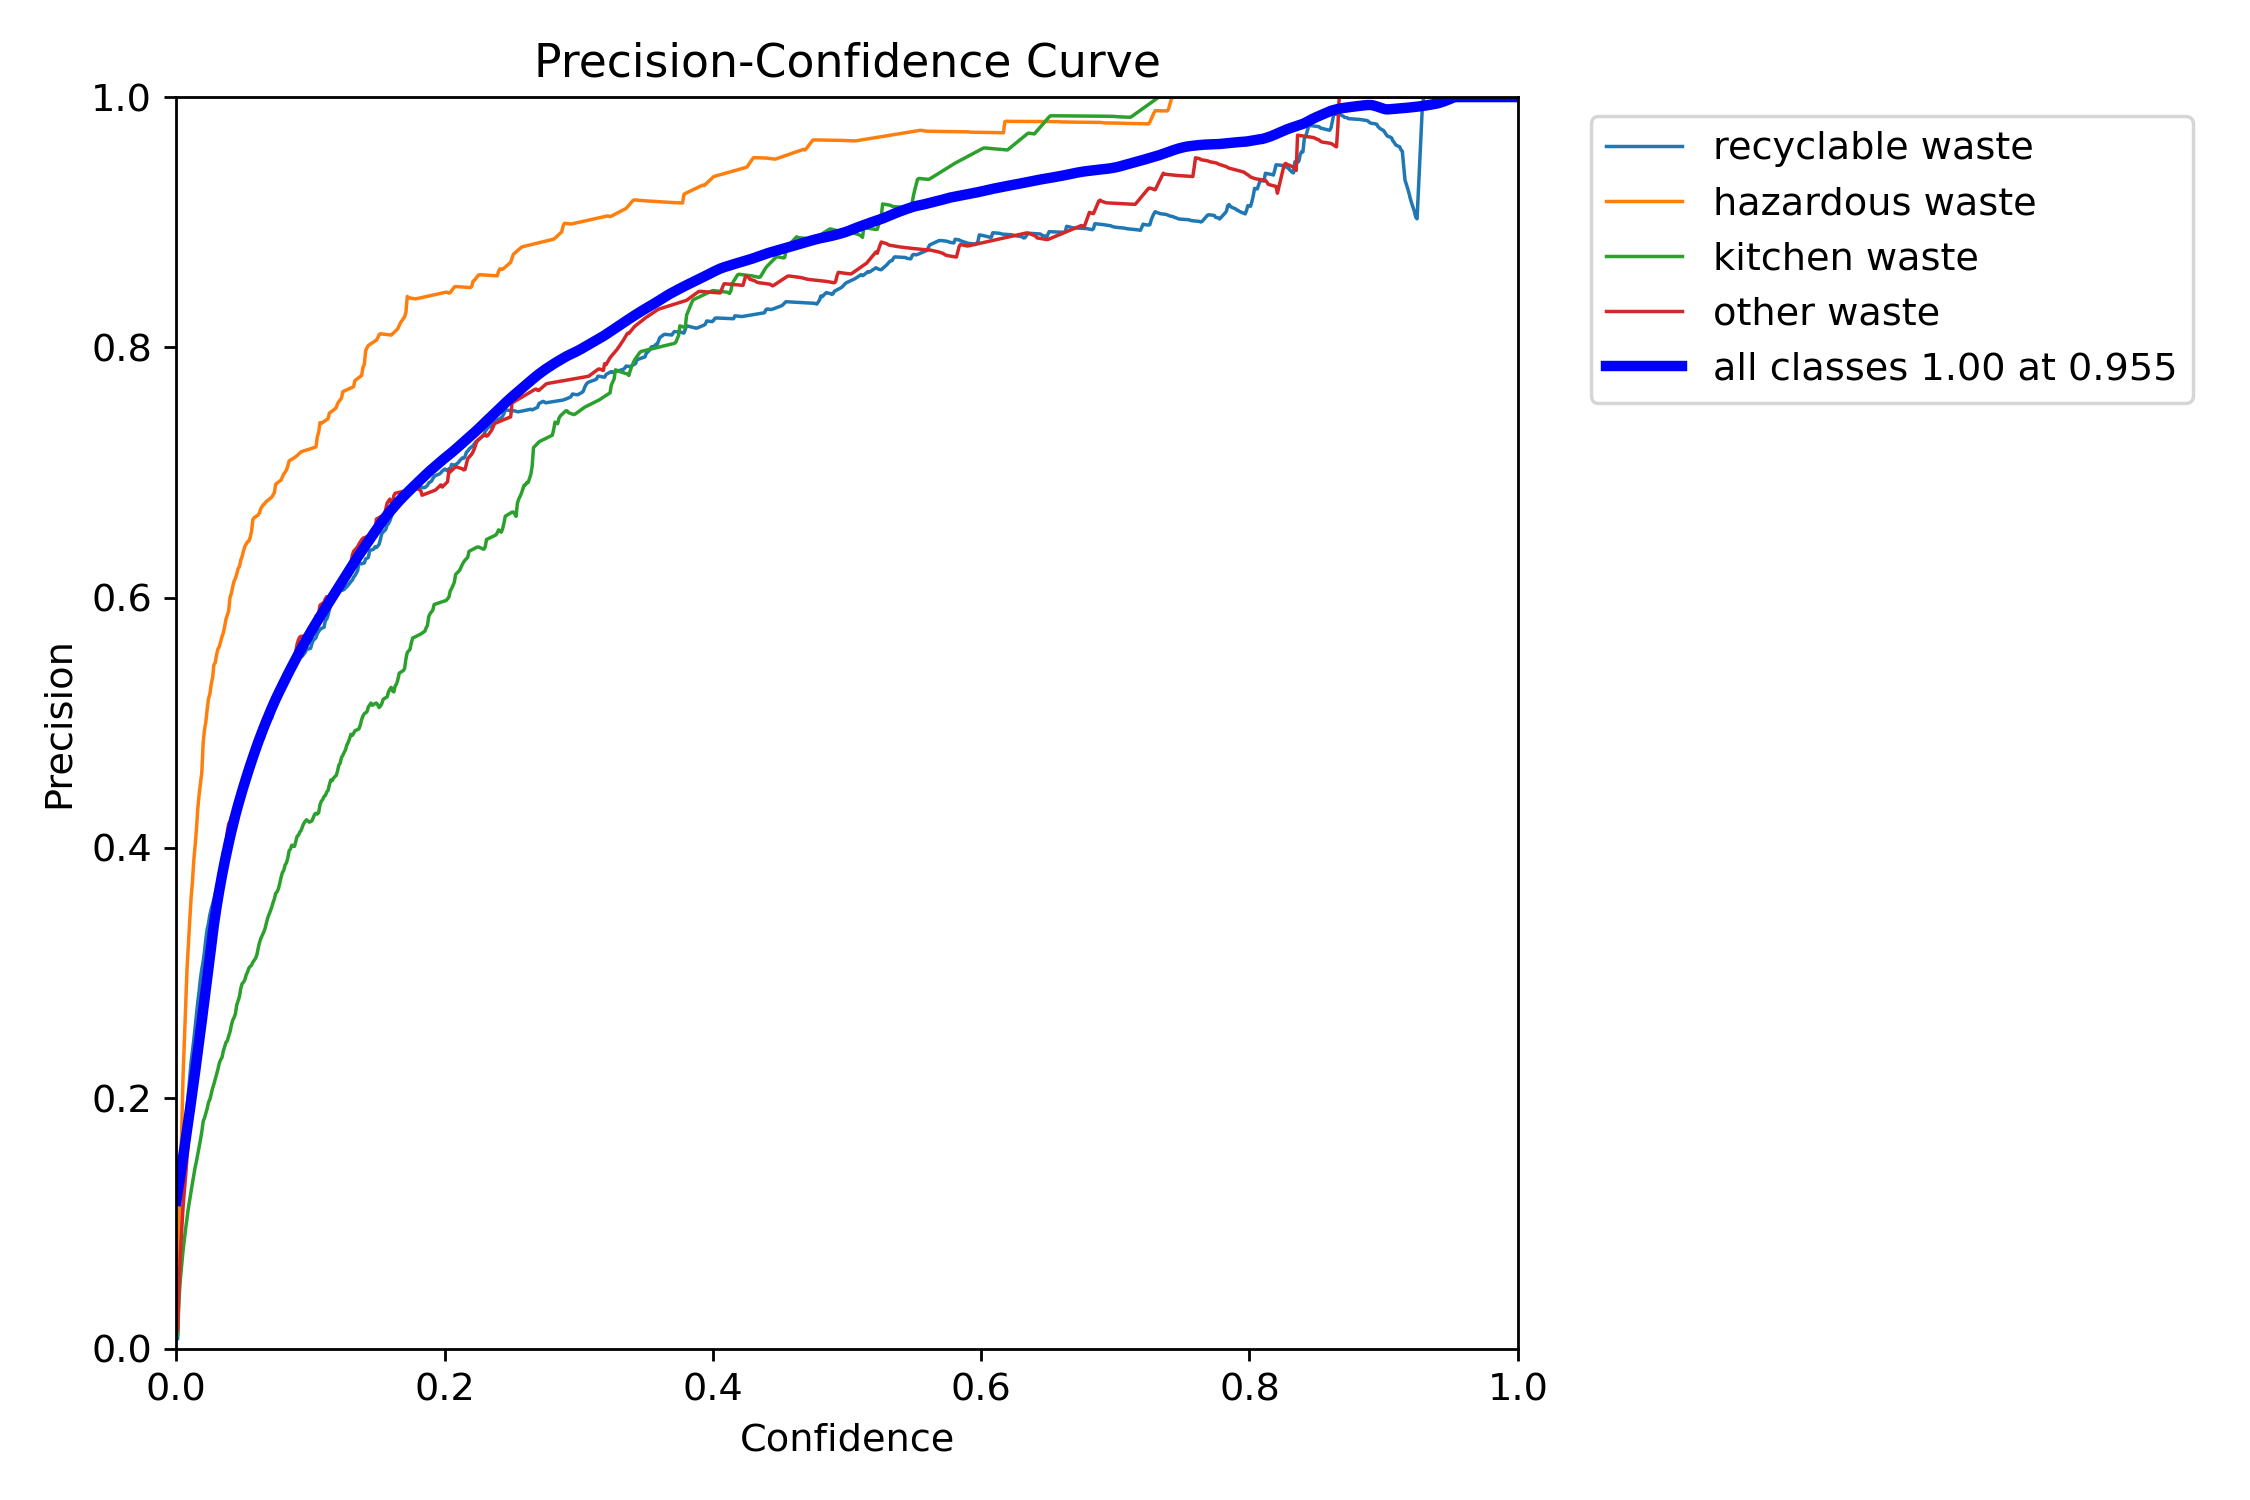 Precision-Confidence Curve
1.0
0.8
0.6
0.4
0.2
0.0
Precision
0.0 0.2 0.4 0.6 0.8 1.0
Confidence
recyclable waste
hazardous waste
kitchen waste
other waste
all classes 1.00 at 0.955